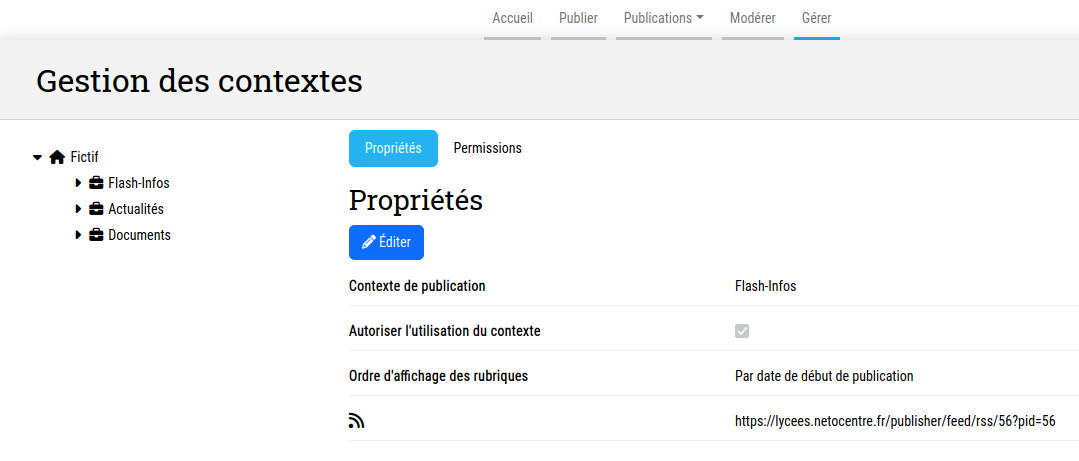 Accueil Publier Publications Modérer Gérer
Gestion des contextes
Fictif
Flash-Infos
Actualités
Documents
Propriétés Permissions
Propriétés
Éditer
Contexte de publication Flash-Infos
Autoriser l'utilisation du contexte
Ordre d'affichage des rubriques Par date de début de publication
https://lycees.netocentre.fr/publisher/feed/rss/56?pid=56